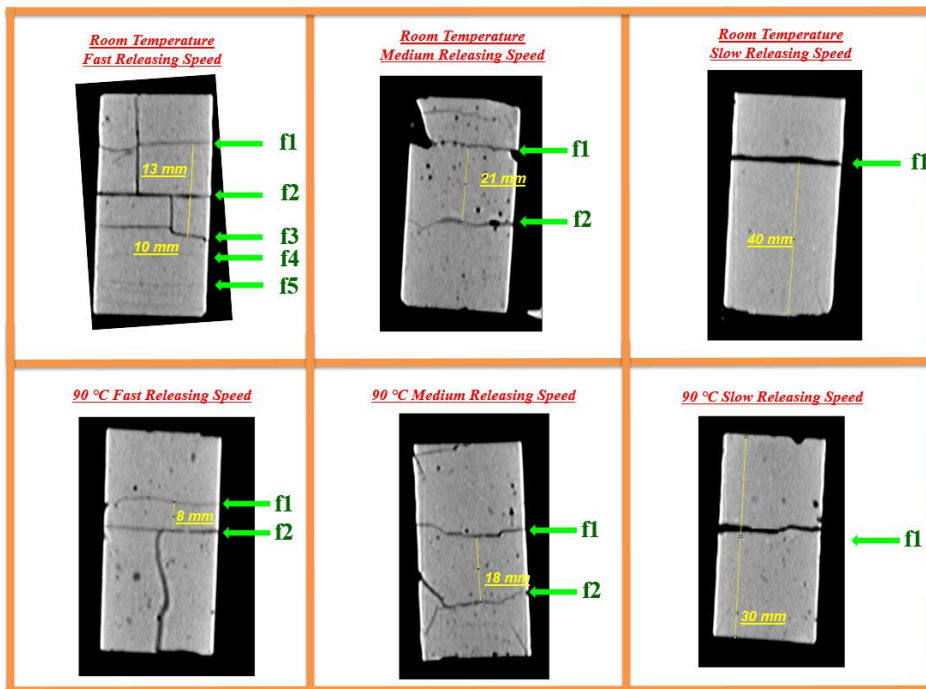 Room Temperature
Fast Releasing Speed
f1
13 mm
f2
f3
10 mm
f4
f5
Room Temperature
Medium Releasing Speed
f1
21 mm
f2
Room Temperature
Slow Releasing Speed
f1
40 mm
90 °C Fast Releasing Speed
f1
8 mm
f2
90 °C Medium Releasing Speed
f1
18 mm
f2
90 °C Slow Releasing Speed
f1
30 mm